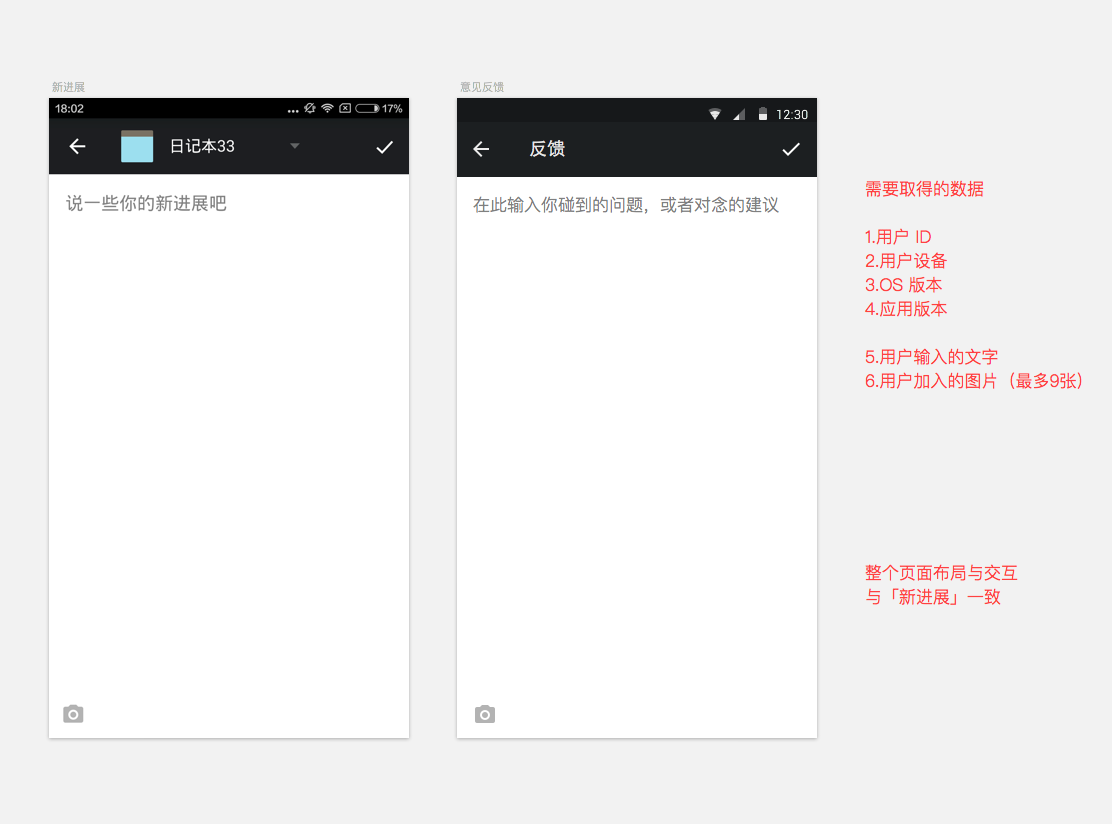 新进展
18:02
17%
日记本33
说一些你的新进展吧
意见反馈
12:30
反馈
在此输入你碰到的问题，或者对念的建议
需要取得的数据
1.用户 ID
2.用户设备
3.OS 版本
4.应用版本
5.用户输入的文字
6.用户加入的图片（最多9张）
整个页面布局与交互
与「新进展」一致